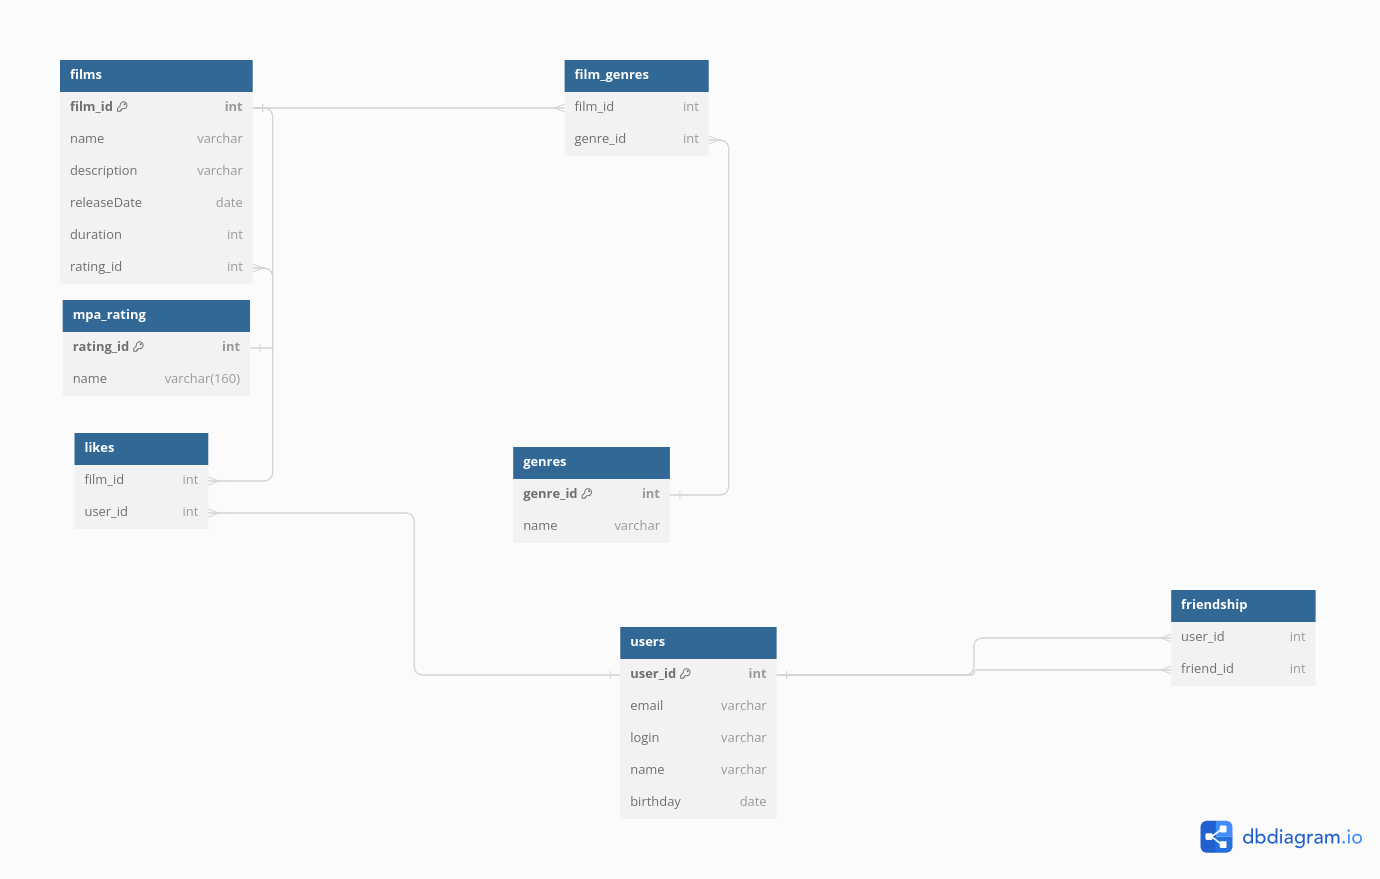 films
film_id int
name varchar
description varchar
releaseDate date
duration int
rating_id int
mpa_rating
rating_id int
name varchar(160)
likes
film_id int
user_id int
film_genres
film_id int
genre_id int
genres
genre_id int
name varchar
users
user_id int
email varchar
login varchar
name varchar
birthday date
friendship
user_id int
friend_id int
dbdiagram.io